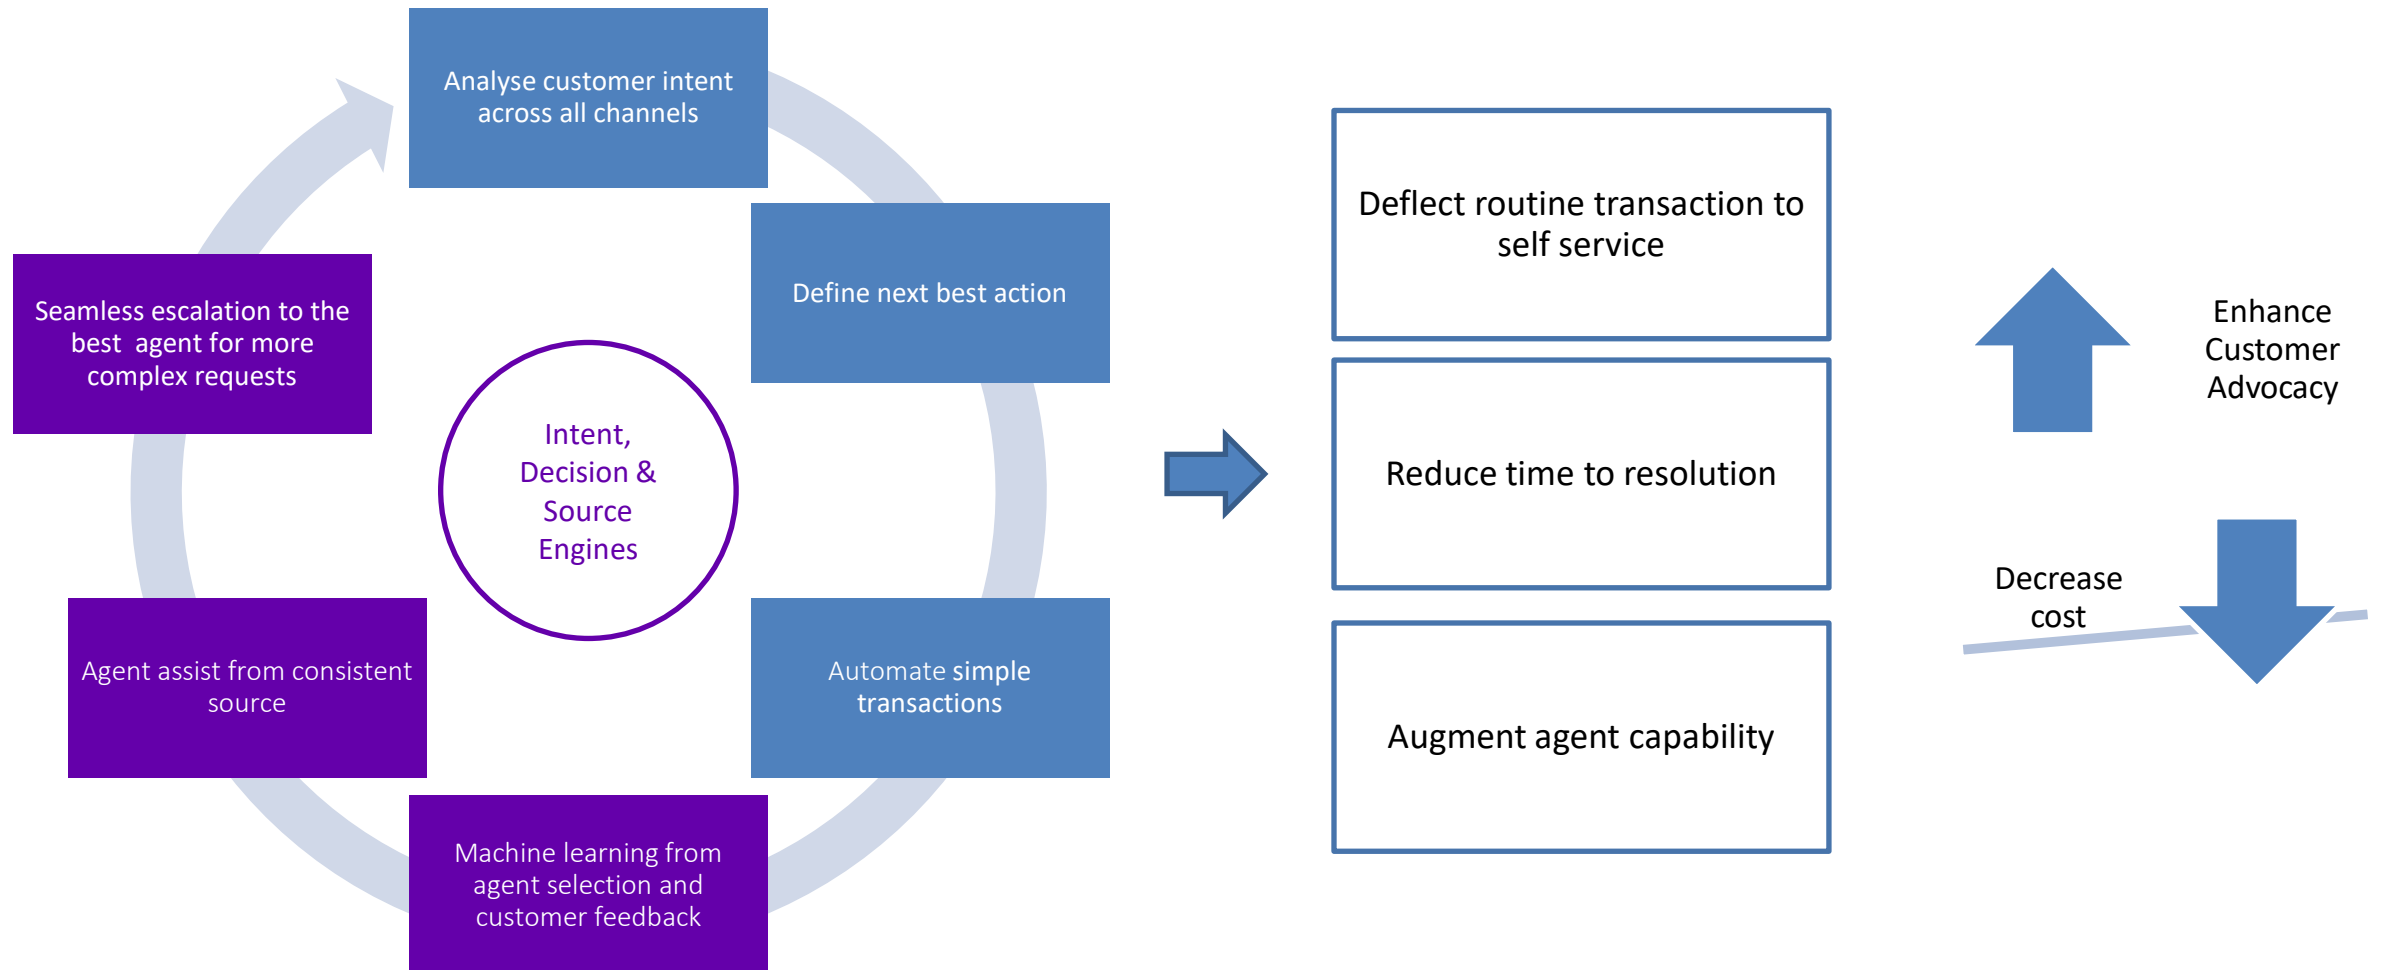 Analyse customer intent
across all channels
Define next best action
Automate simple
transactions
Machine learning from
agent selection and
customer feedback
Agent assist from consistent
source
Seamless escalation to the
best agent for more
complex requests
Intent,
Decision &
Source
Engines
Deflect routine transaction to
self service
Reduce time to resolution
Augment agent capability
Enhance
Customer
Advocacy
Decrease
cost